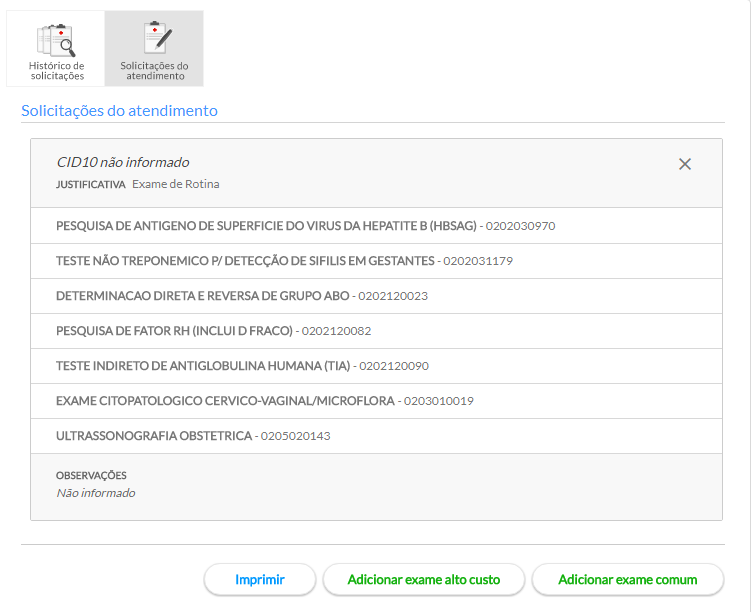 Histórico de
solicitações
Solicitações do
atendimento
Solicitações do atendimento
CID10 não informado
JUSTIFICATIVA Exame de Rotina
PESQUISA DE ANTIGENO DE SUPERFICIE DO VIRUS DA HEPATITE B (HBSAG) - 0202030970
TESTE NÃO TREPONEMICO P/ DETECÇÃO DE SIFILIS EM GESTANTES - 0202031179
DETERMINACAO DIRETA E REVERSA DE GRUPO ABO - 0202120023
PESQUISA DE FATOR RH (INCLUI D FRACO) - 0202120082
TESTE INDIRETO DE ANTIGLOBULINA HUMANA (TIA) - 0202120090
EXAME CITOPATOLOGICO CERVICO-VAGINAL/MICROFLORA - 0203010019
ULTRASSONOGRAFIA OBSTETRICA - 0205020143
OBSERVAÇÕES
Não informado
Imprimir Adicionar exame alto custo Adicionar exame comum